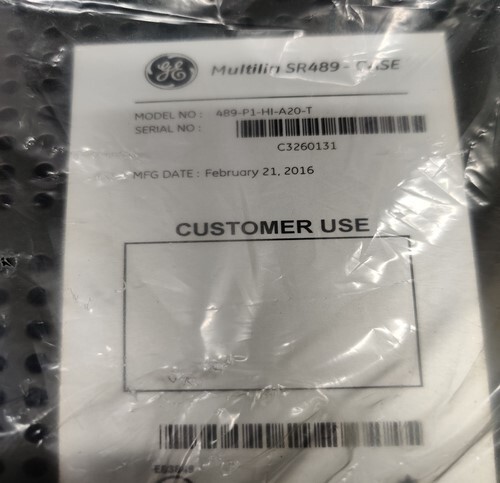 GE Multilin SR489 - CASE
MODEL NO : 489-P1-HI-A20-T
SERIAL NO :
C3260131
MFG DATE : February 21, 2016
CUSTOMER USE